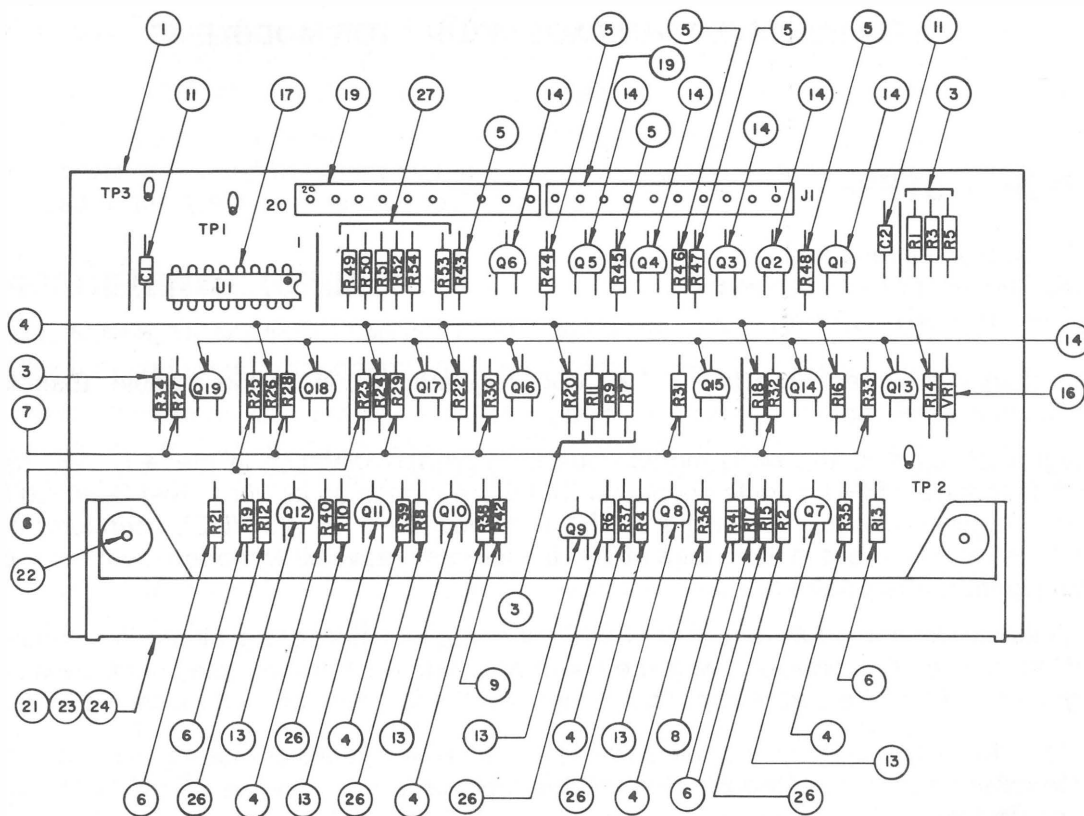 1
11
17
19
27
5
14
5
14
5
19
5
14
14
5
14
5
14
11
3
TP3
TP1
20
20
1
J1
1
C1
U1
R49
R50
R51
R52
R54
R53
R43
Q6
R44
Q5
R45
Q4
R46
R47
Q3
Q2
R48
Q1
C2
R1
R3
R5
4
14
3
R34
R27
Q19
R25
R26
R28
Q18
R23
R24
R29
Q17
R22
R30
Q16
R20
R11
R9
R7
R31
Q15
R18
R32
Q14
R16
R33
Q13
R14
VR1
16
7
TP 2
6
R21
R19
R12
Q12
R40
R10
Q11
R39
R8
Q10
R38
R42
Q9
R6
R37
R4
Q8
R36
R41
R17
R15
R2
Q7
R35
R13
22
3
21
23
24
9
6
6
13
26
4
13
13
4
13
8
4
13
6
26
4
13
26
4
26
26
4
6
26